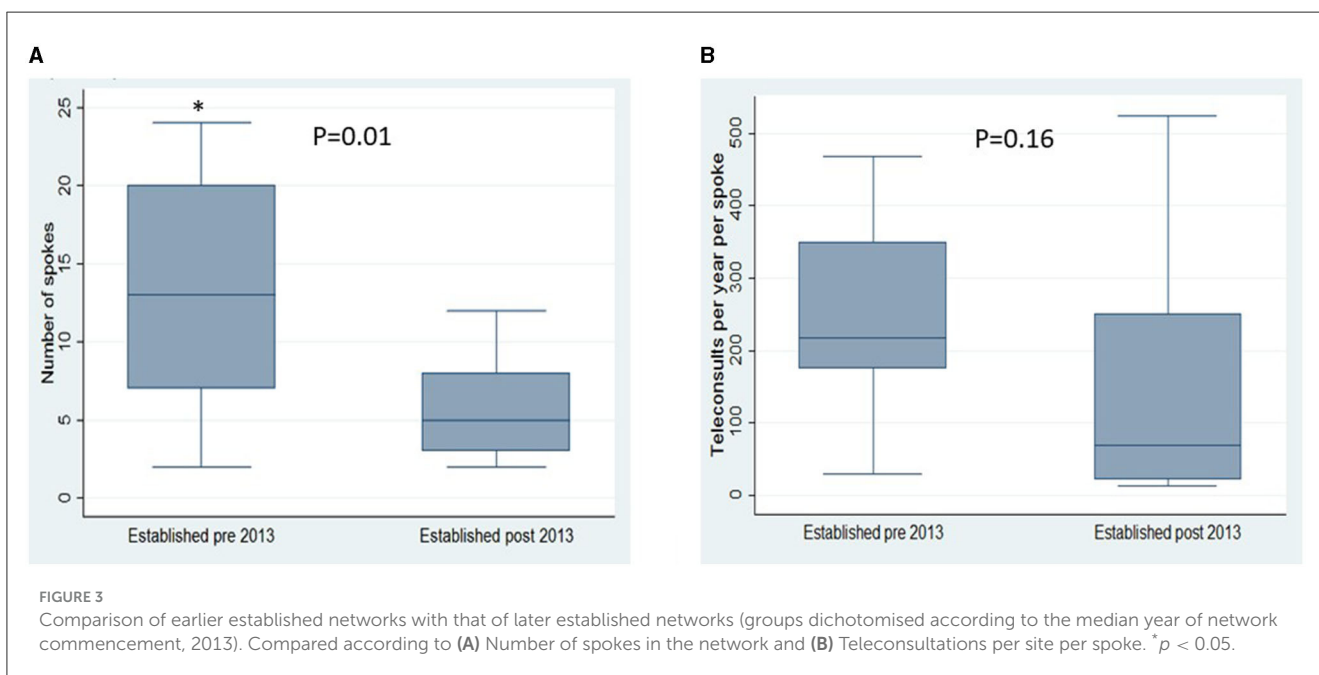 A
*
P=0.01
Number of spokes
25
20
15
10
5
0
Established pre 2013
Established post 2013
B
P=0.16
Teleconsults per year per spoke
500
400
300
200
100
0
Established pre 2013
Established post 2013
FIGURE 3
Comparison of earlier established networks with that of later established networks (groups dichotomised according to the median year of network
commencement, 2013). Compared according to (A) Number of spokes in the network and (B) Teleconsultations per site per spoke. *p < 0.05.